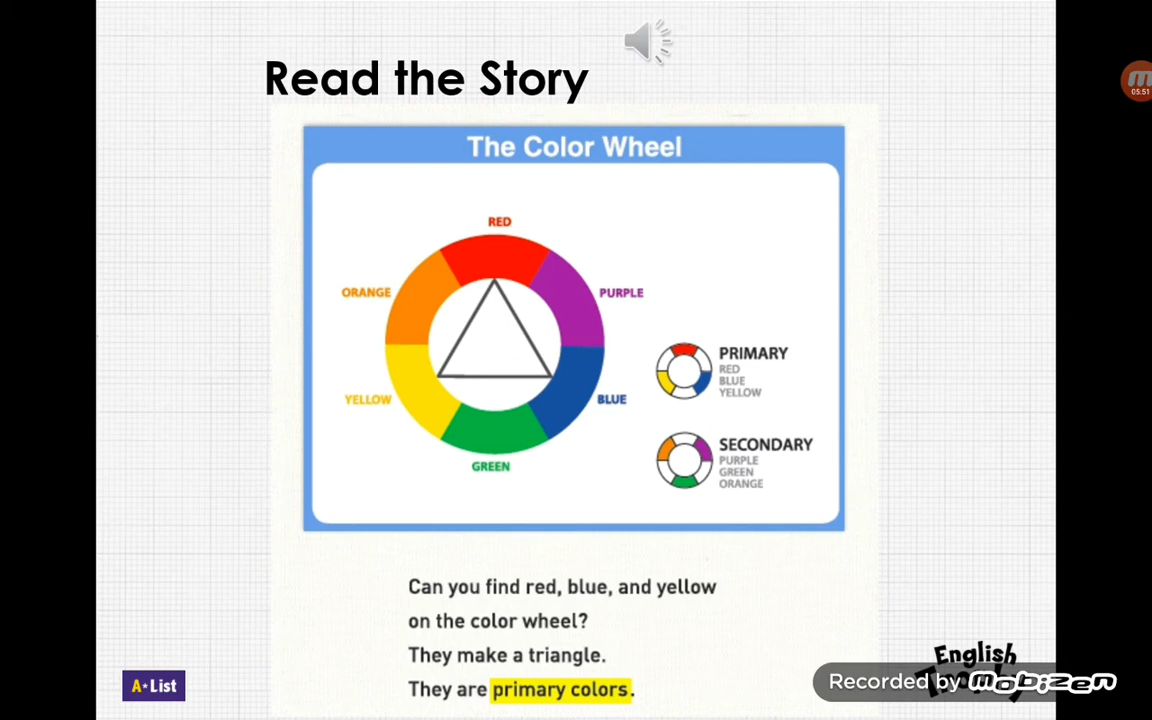 Read the Story
05:51
The Color Wheel
RED
ORANGE
PURPLE
YELLOW
BLUE
GREEN
PRIMARY
RED
BLUE
YELLOW
SECONDARY
PURPLE
GREEN
ORANGE
Can you find red, blue, and yellow
on the color wheel?
They make a triangle.
They are primary colors.
A★List
English
Recorded by Mobizen